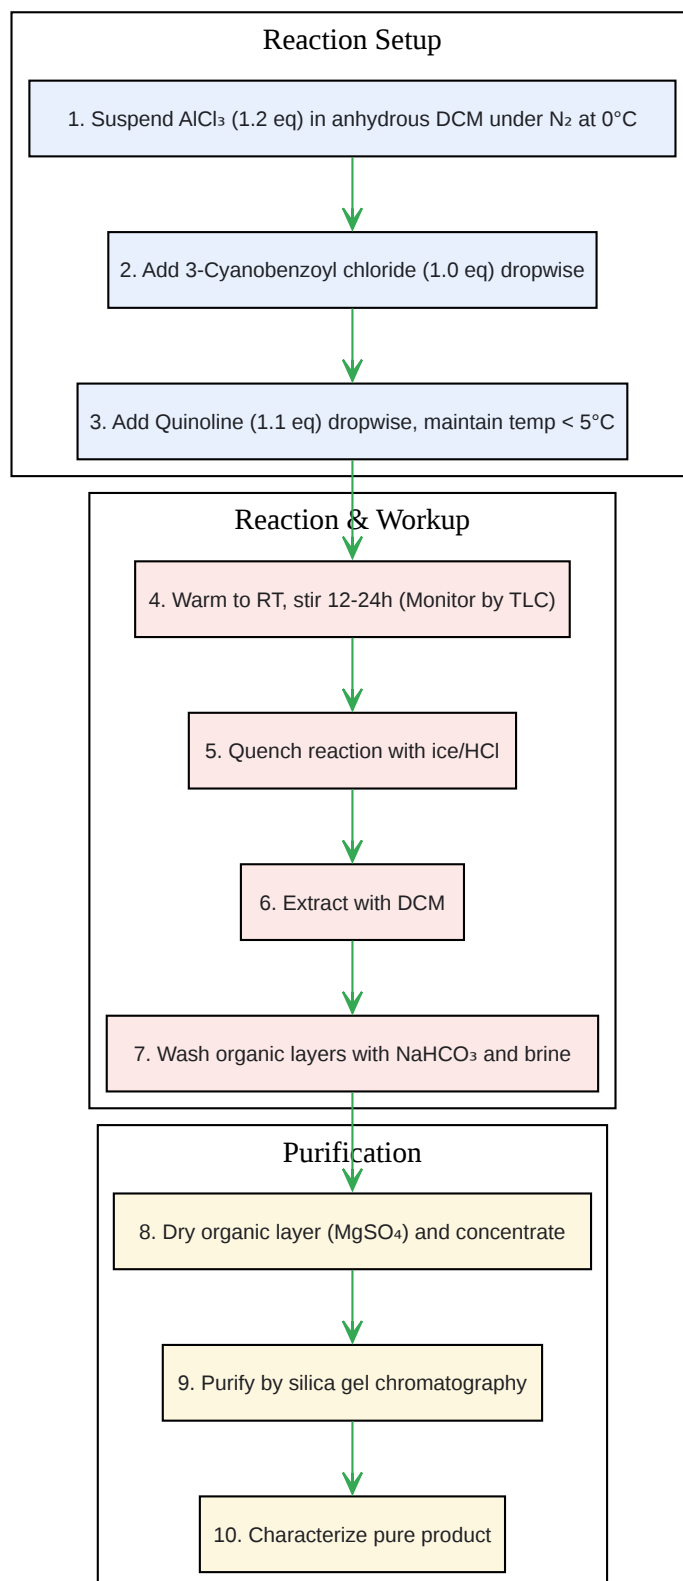 Reaction Setup
1. Suspend AlCl₃ (1.2 eq) in anhydrous DCM under N₂ at 0°C
2. Add 3-Cyanobenzoyl chloride (1.0 eq) dropwise
3. Add Quinoline (1.1 eq) dropwise, maintain temp < 5°C
Reaction & Workup
4. Warm to RT, stir 12-24h (Monitor by TLC)
5. Quench reaction with ice/HCl
6. Extract with DCM
7. Wash organic layers with NaHCO₃ and brine
Purification
8. Dry organic layer (MgSO₄) and concentrate
9. Purify by silica gel chromatography
10. Characterize pure product